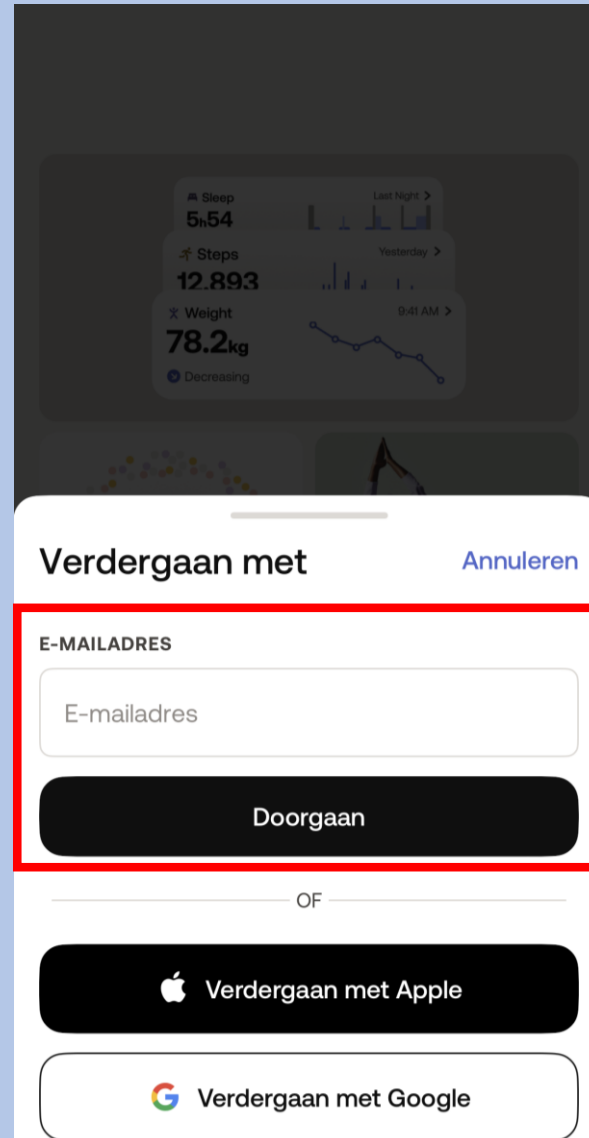 Sleep
Last Night >
5h54
Steps
Yesterday >
12.893
Weight
9:41 AM >
78.2kg
Decreasing
Verdergaan met
Annuleren
E-MAILADRES
E-mailadres
Doorgaan
OF
Verdergaan met Apple
Verdergaan met Google